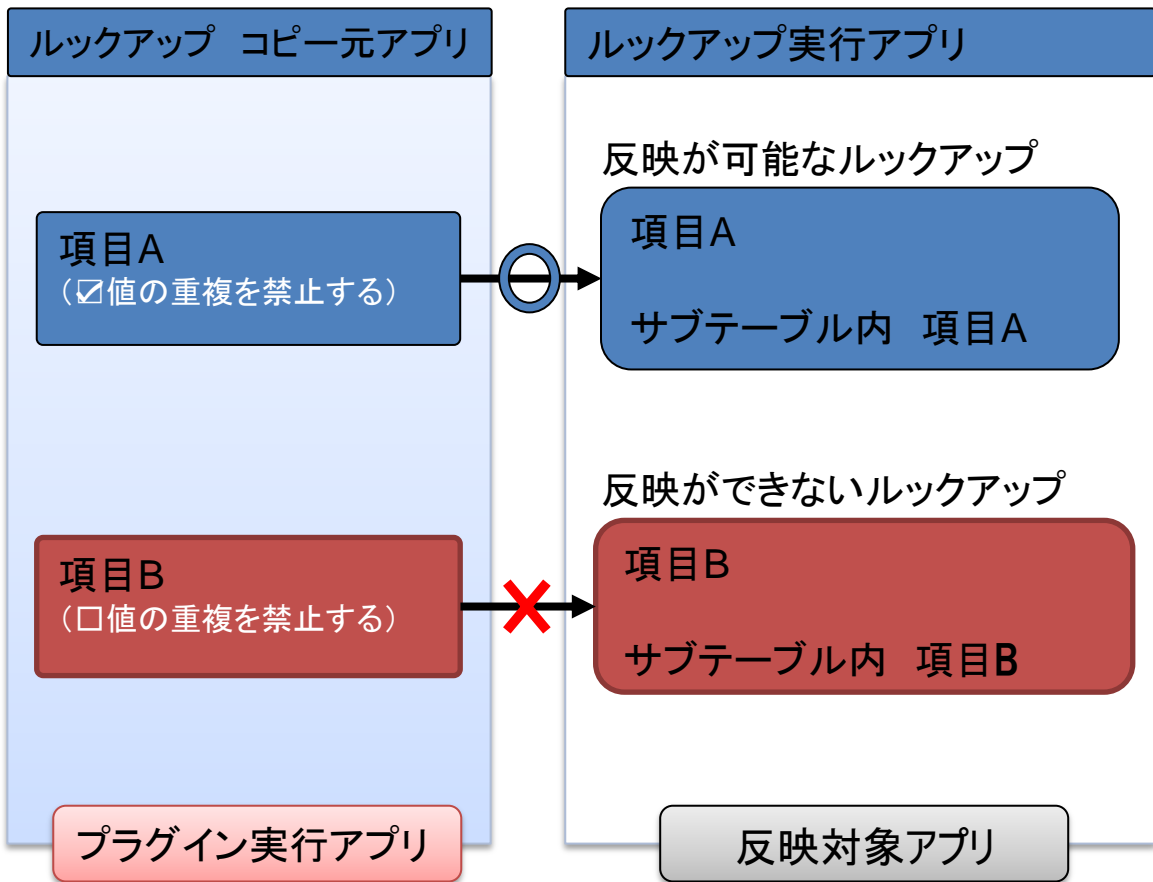 ルックアップ　コピー元アプリ
項目A
（☑値の重複を禁止する）
項目B
（☐値の重複を禁止する）
プラグイン実行アプリ
ルックアップ実行アプリ
反映が可能なルックアップ
項目A
サブテーブル内　項目A
反映ができないルックアップ
項目B
サブテーブル内　項目B
反映対象アプリ